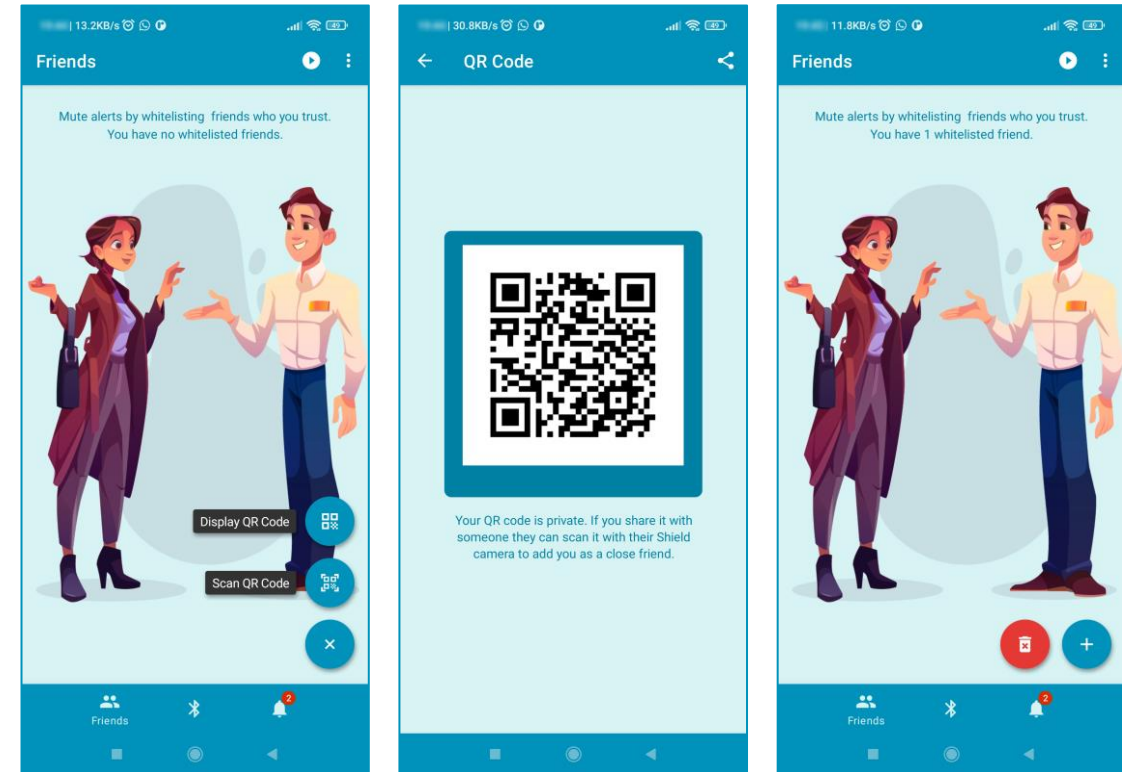 | 13.2KB/s
49
Friends
Mute alerts by whitelisting  friends who you trust.
You have no whitelisted friends.
Display QR Code
Scan QR Code
2
Friends
| 30.8KB/s
49
QR Code
Your QR code is private. If you share it with
someone they can scan it with their Shield
camera to add you as a close friend.
11.8KB/s
49
Friends
Mute alerts by whitelisting  friends who you trust.
You have 1 whitelisted friend.
2
Friends